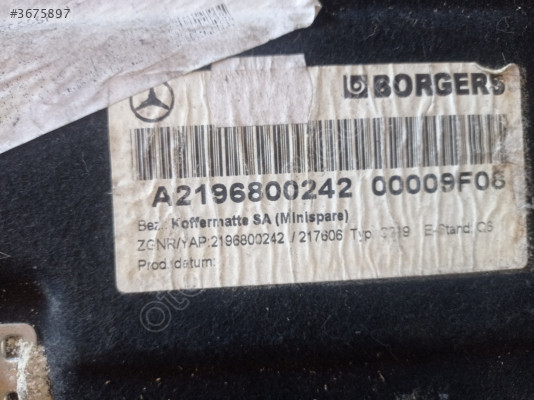 #3675897
BORGERS
A2196800242 00009F06
Bez.: Koffermatte SA (Minispare)
ZGNR/YAP:2196800242 /217606 Typ: C219 E-Stand: C5
Prod.datum: